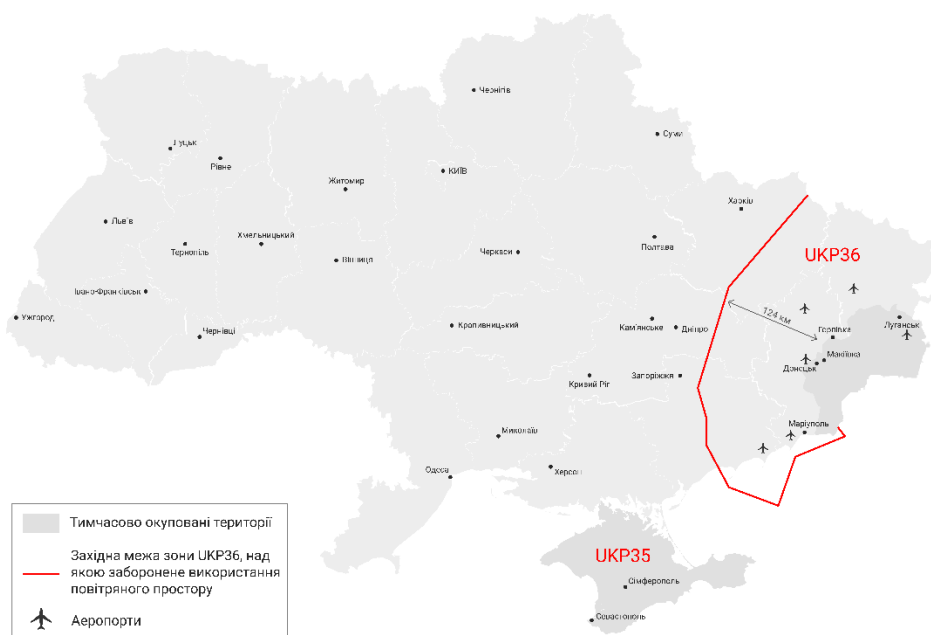 Чернігів
Суми
Луцьк
Рівне
КИЇВ
Житомир
Харків
Львів
Хмельницький
Полтава
Тернопіль
Черкаси
UKP36
Вінниця
Івано-Франківськ
124 км
Ужгород
Кропивницький
Кам'янське
Дніпро
Горлівка
Луганськ
Чернівці
Макіївка
Донецьк
Кривий Ріг
Запоріжжя
Миколаїв
Маріуполь
Одеса
Херсон
UKP35
Сімферополь
Севастополь
Тимчасово окуповані території
Західна межа зони UKP36, над
якою заборонене використання
повітряного простору
Аеропорти